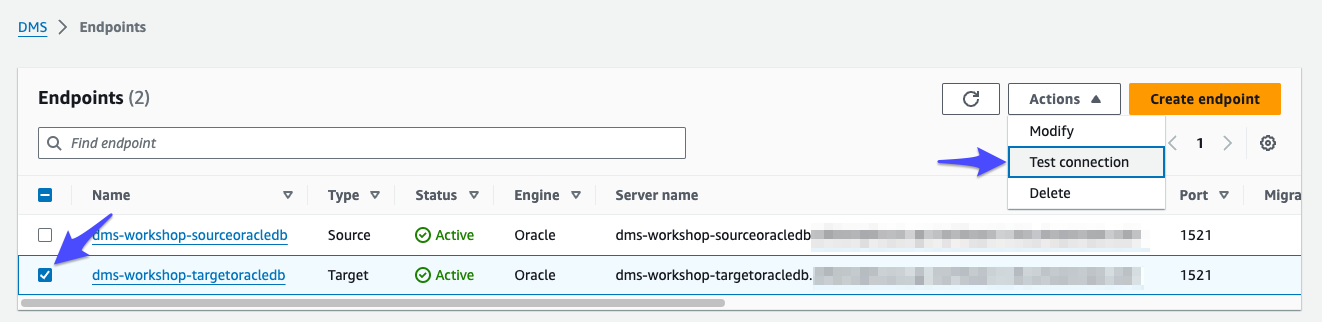 DMS > Endpoints
Endpoints (2)
Actions
Create endpoint
Find endpoint
Modify
Test connection
Delete
1
Name Type Status Engine Server name Port Migra
dms-workshop-sourceoracledb Source Active Oracle dms-workshop-sourceoracledb 1521
dms-workshop-targetoracledb Target Active Oracle dms-workshop-targetoracledb. 1521